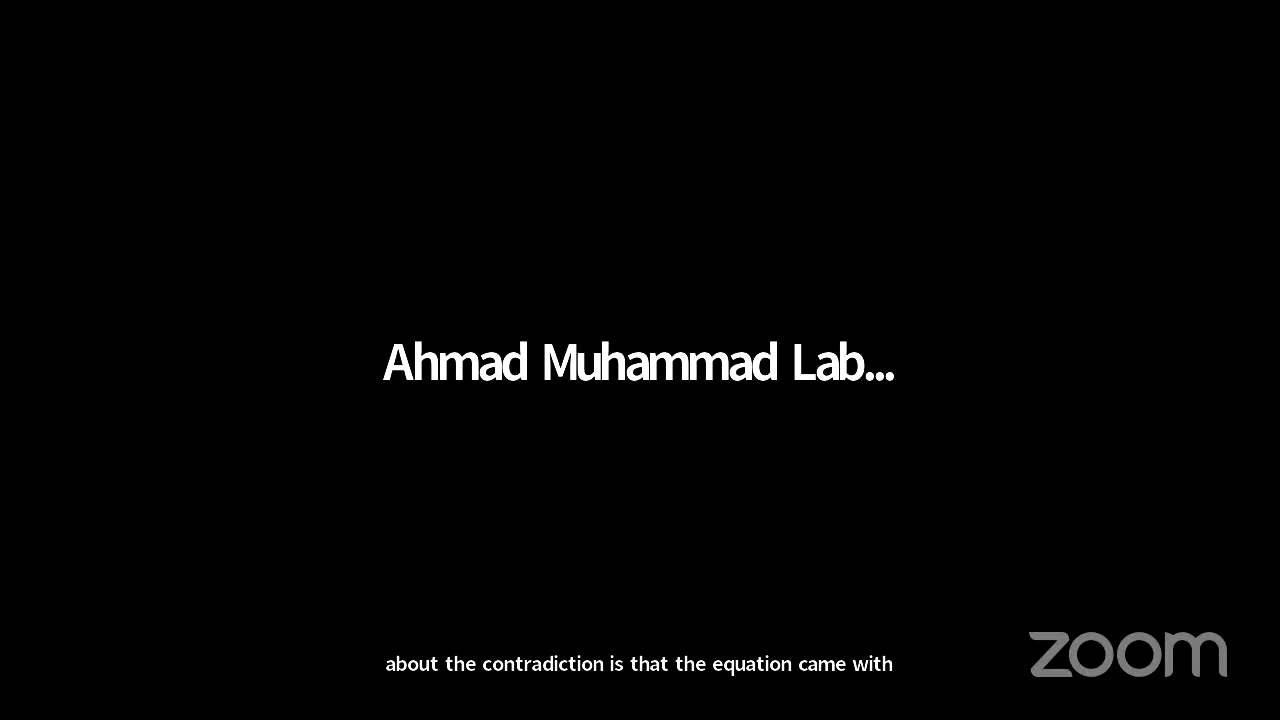 Ahmad Muhammad Lab...
about the contradiction is that the equation came with
zoom